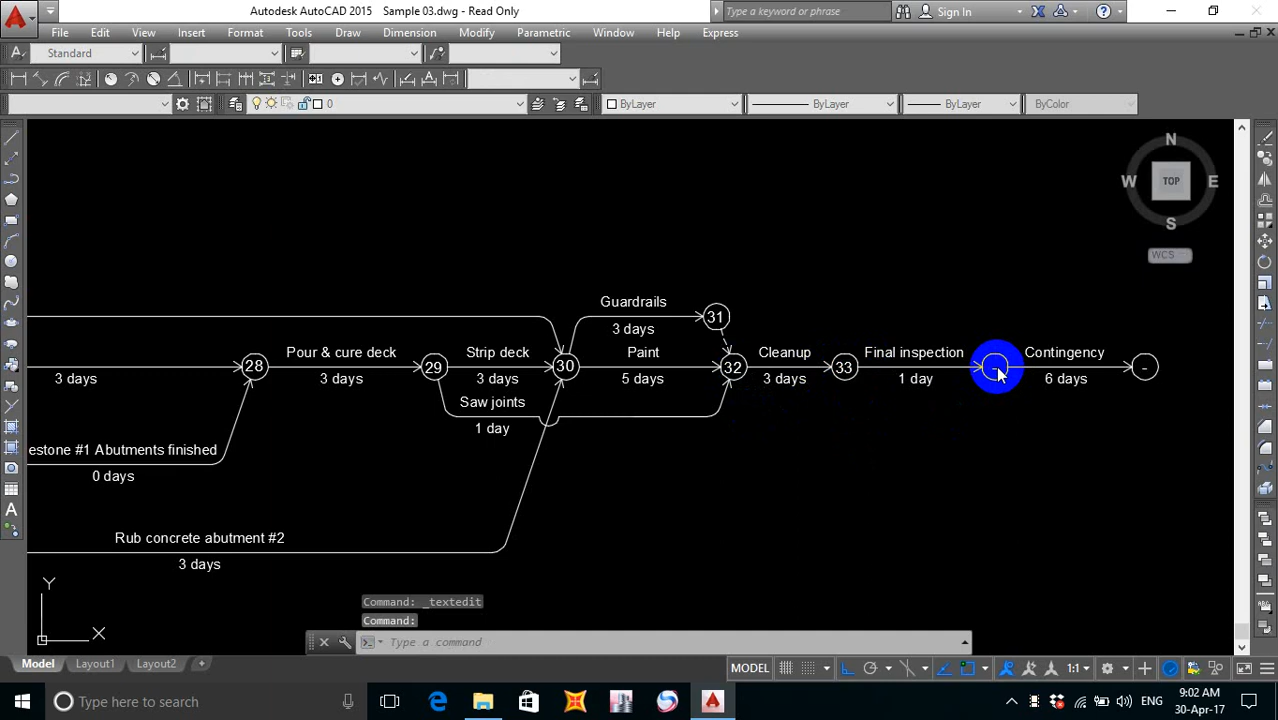 Autodesk AutoCAD 2015 Sample 03.dwg - Read Only
Type a keyword or phrase
Sign In
File Edit View Insert Format Tools Draw Dimension Modify Parametric Window Help Express
Standard
0
ByLayer
ByLayer
ByLayer
ByColor
N
W TOP E
S
WCS
Guardrails
31
3 days
Pour & cure deck
Strip deck
Paint
Cleanup
Final inspection
Contingency
28
29
30
32
33
-
-
3 days
3 days
3 days
5 days
3 days
1 day
6 days
Saw joints
1 day
estone #1 Abutments finished
0 days
Rub concrete abutment #2
3 days
Y
X
Command: _textedit
Command:
Type a command
Model Layout1 Layout2 +
MODEL
1:1
Type here to search
ENG
9:02 AM
30-Apr-17